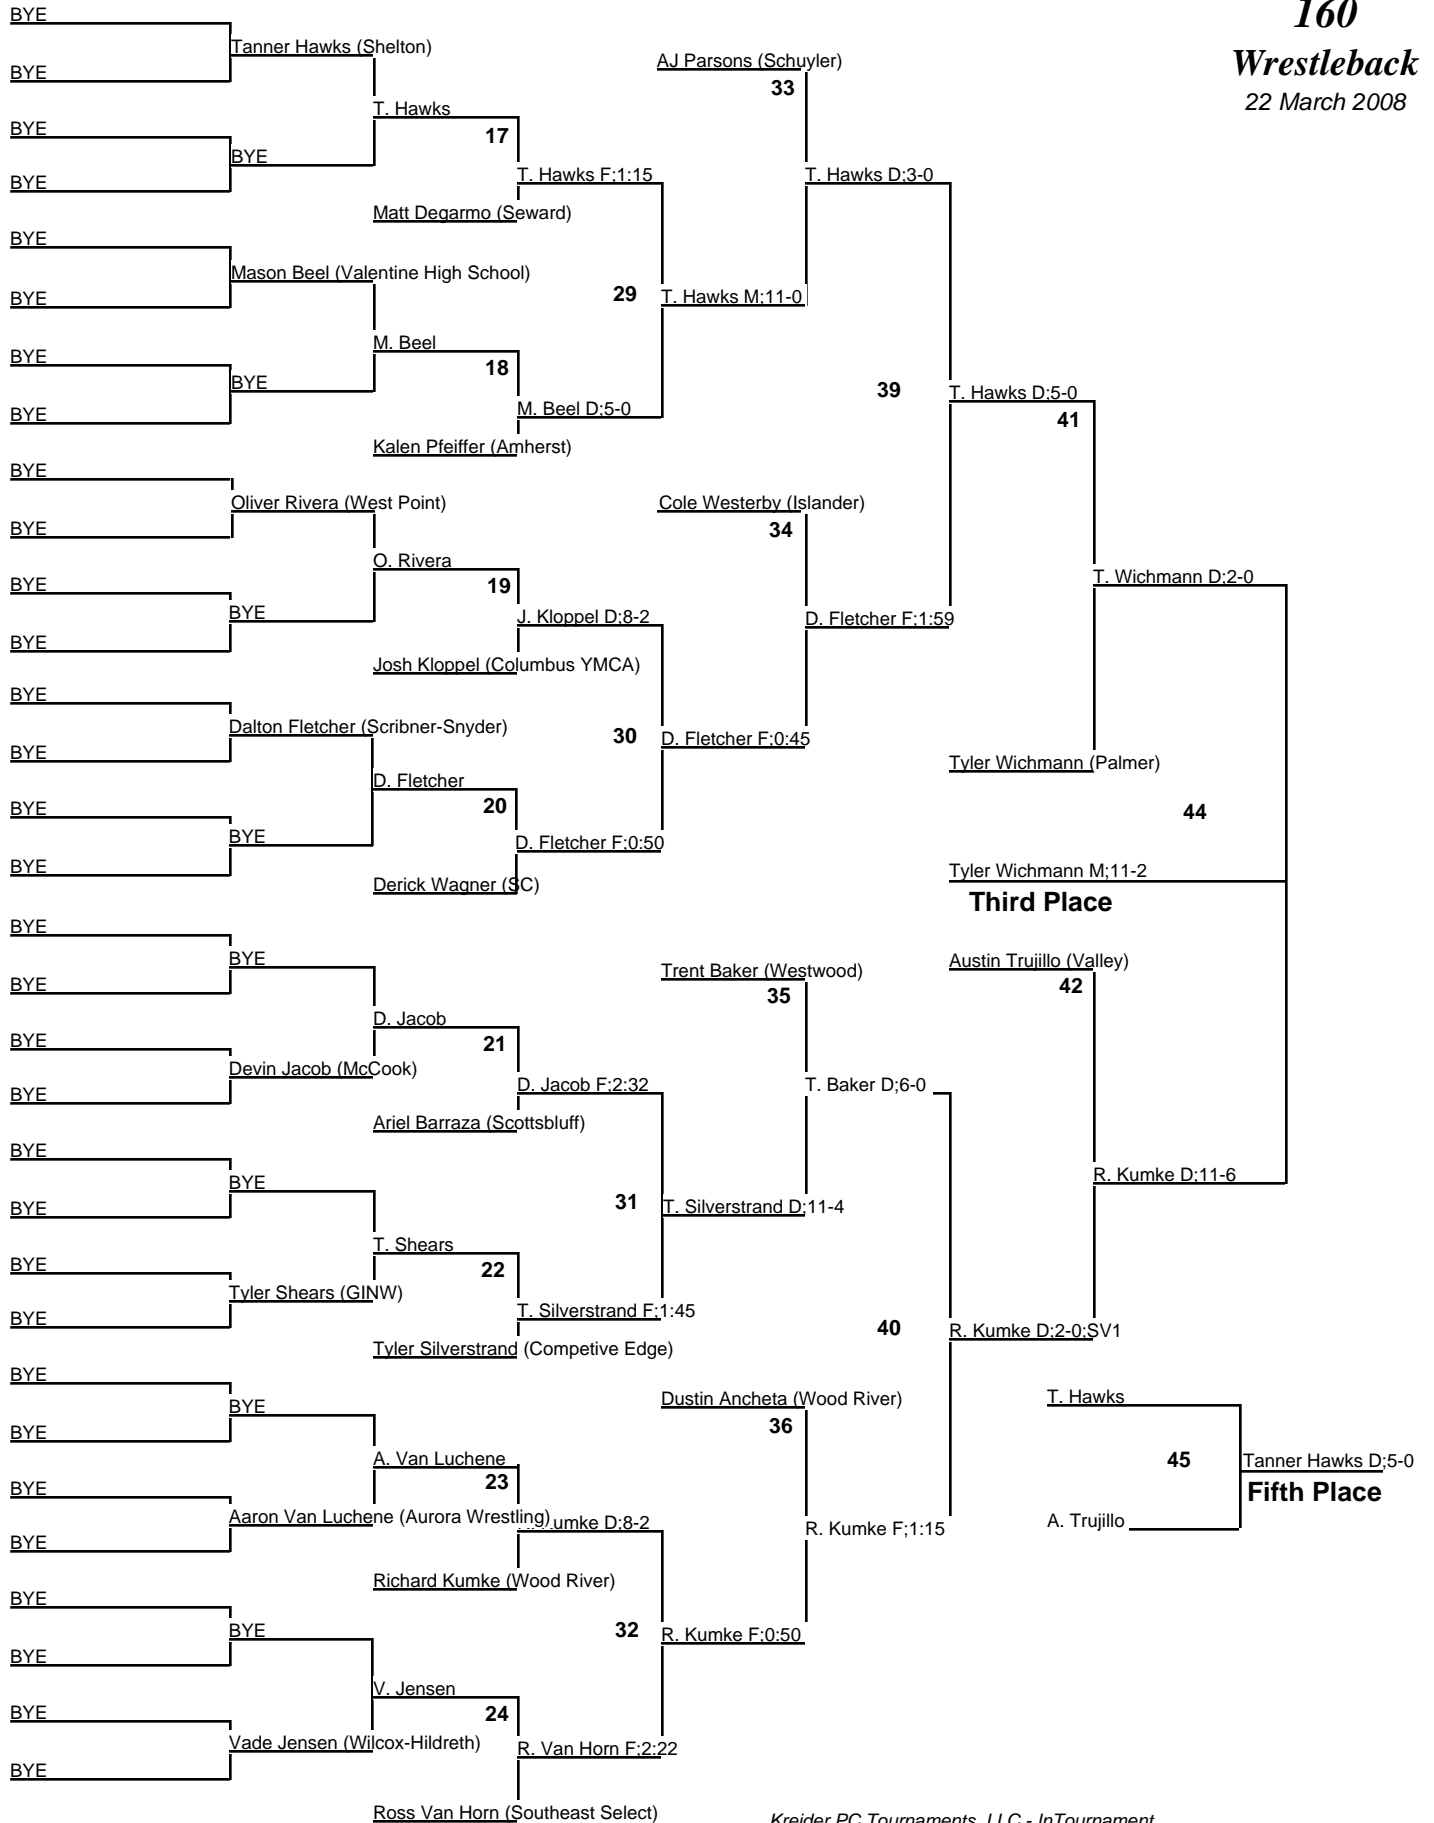 160
Wrestleback
22 March 2008
BYE
Tanner Hawks (Shelton)
BYE
AJ Parsons (Schuyler)
33
T. Hawks
BYE
17
BYE
T. Hawks F;1:15
T. Hawks D;3-0
BYE
Matt Degarmo (Seward)
BYE
Mason Beel (Valentine High School)
29
T. Hawks M;11-0
BYE
M. Beel
BYE
18
BYE
39
T. Hawks D;5-0
M. Beel D;5-0
BYE
41
Kalen Pfeiffer (Amherst)
BYE
Oliver Rivera (West Point)
Cole Westerby (Islander)
BYE
34
O. Rivera
T. Wichmann D;2-0
BYE
19
BYE
J. Kloppel D;8-2
D. Fletcher F;1:59
BYE
Josh Kloppel (Columbus YMCA)
BYE
Dalton Fletcher (Scribner-Snyder)
30
D. Fletcher F;0:45
BYE
Tyler Wichmann (Palmer)
D. Fletcher
BYE
20
44
BYE
D. Fletcher F;0:50
BYE
Tyler Wichmann M;11-2
Derick Wagner (SC)
Third Place
BYE
BYE
Austin Trujillo (Valley)
Trent Baker (Westwood)
BYE
35
42
D. Jacob
BYE
21
Devin Jacob (McCook)
D. Jacob F;2:32
T. Baker D;6-0
BYE
Ariel Barraza (Scottsbluff)
BYE
BYE
R. Kumke D;11-6
31
T. Silverstrand D;11-4
BYE
T. Shears
BYE
22
Tyler Shears (GINW)
T. Silverstrand F;1:45
BYE
40
R. Kumke D;2-0;SV1
Tyler Silverstrand (Competive Edge)
BYE
BYE
Dustin Ancheta (Wood River)
T. Hawks
BYE
36
A. Van Luchene
45
Tanner Hawks D;5-0
23
BYE
Fifth Place
Aaron Van Luchene (Aurora Wrestling)
umke D;8-2
R. Kumke F;1:15
A. Trujillo
BYE
Richard Kumke (Wood River)
BYE
BYE
32
R. Kumke F;0:50
BYE
V. Jensen
BYE
24
Vade Jensen (Wilcox-Hildreth)
R. Van Horn F;2:22
BYE
Ross Van Horn (Southeast Select)
Kreider PC Tournaments, LLC - InTournament